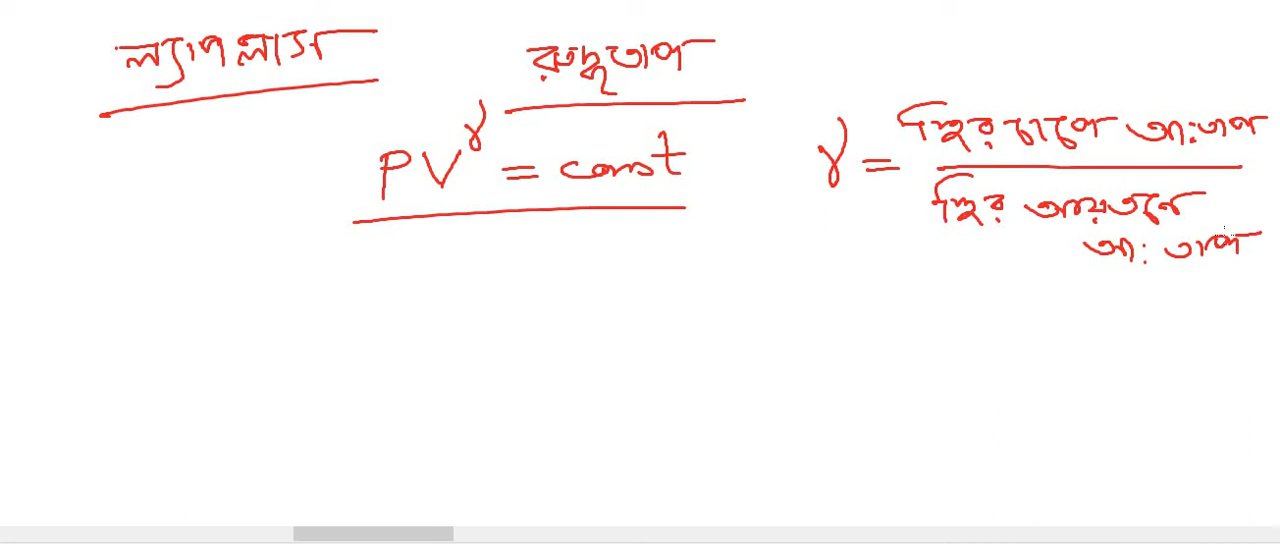 ল্যাপলাস রুদ্ধতাপ
PV^γ = const
γ = স্থির চাপে আঃতাপ
স্থির আয়তনে
আ: তাপ